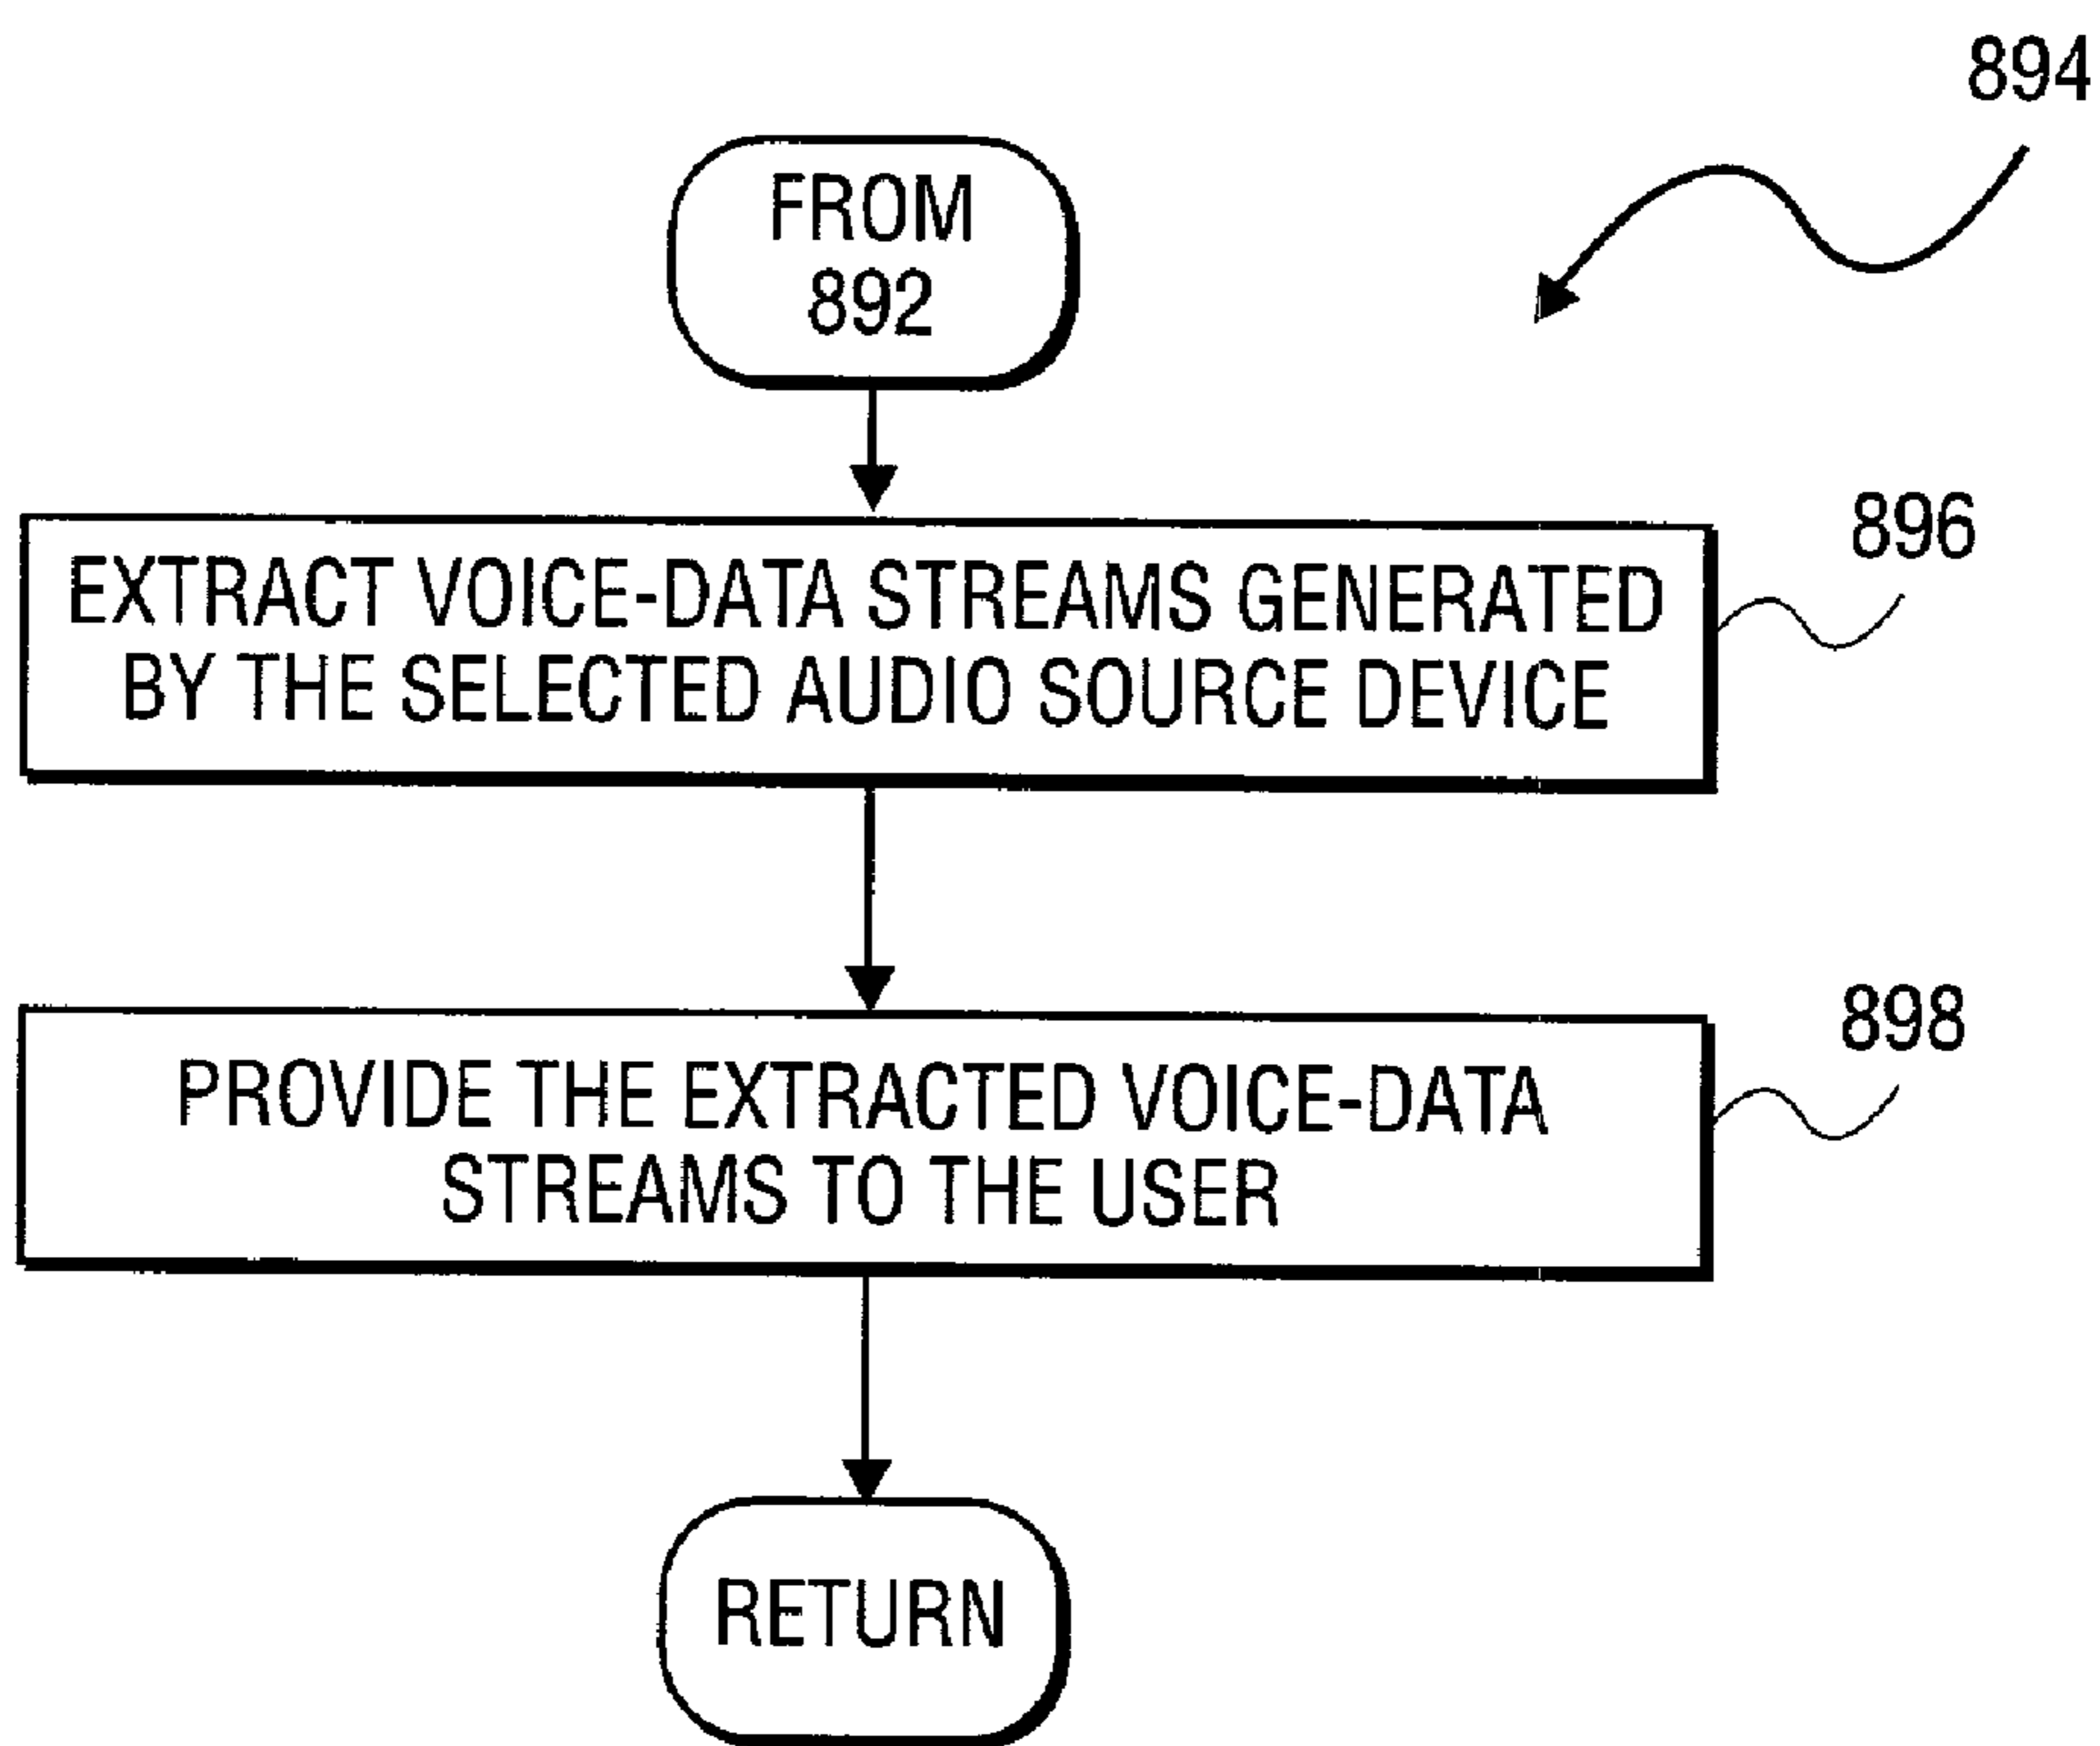 894
FROM
892
EXTRACT VOICE-DATA STREAMS GENERATED
BY THE SELECTED AUDIO SOURCE DEVICE
896
PROVIDE THE EXTRACTED VOICE-DATA
STREAMS TO THE USER
898
RETURN